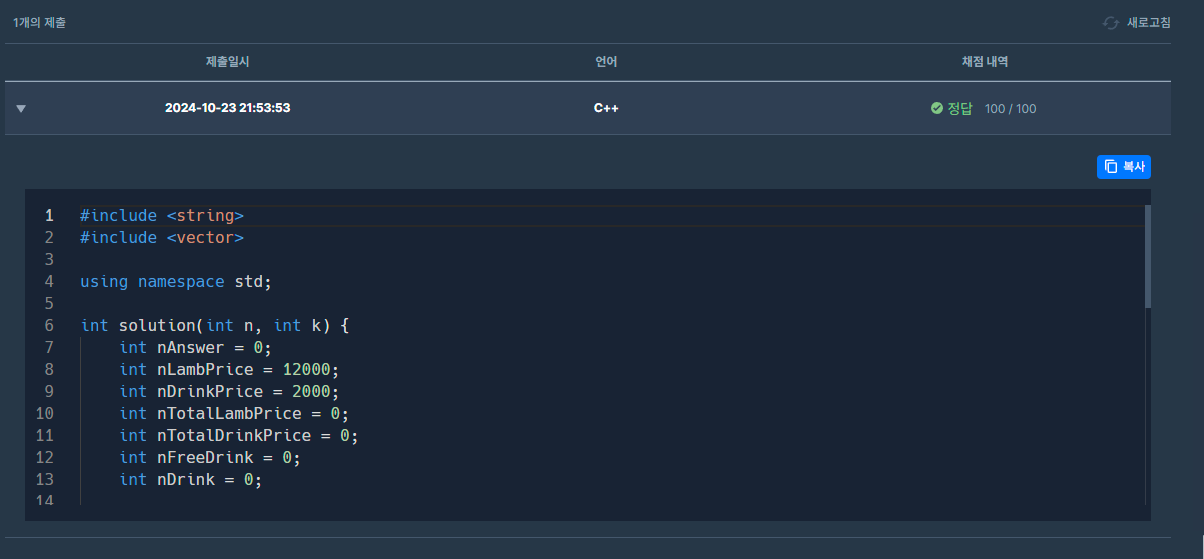 1개의 제출 새로고침
제출일시 언어 채점 내역
2024-10-23 21:53:53 C++ 정답 100 / 100
복사
1 #include <string>
2 #include <vector>
3
4 using namespace std;
5
6 int solution(int n, int k) {
7     int nAnswer = 0;
8     int nLambPrice = 12000;
9     int nDrinkPrice = 2000;
10     int nTotalLambPrice = 0;
11     int nTotalDrinkPrice = 0;
12     int nFreeDrink = 0;
13     int nDrink = 0;
14